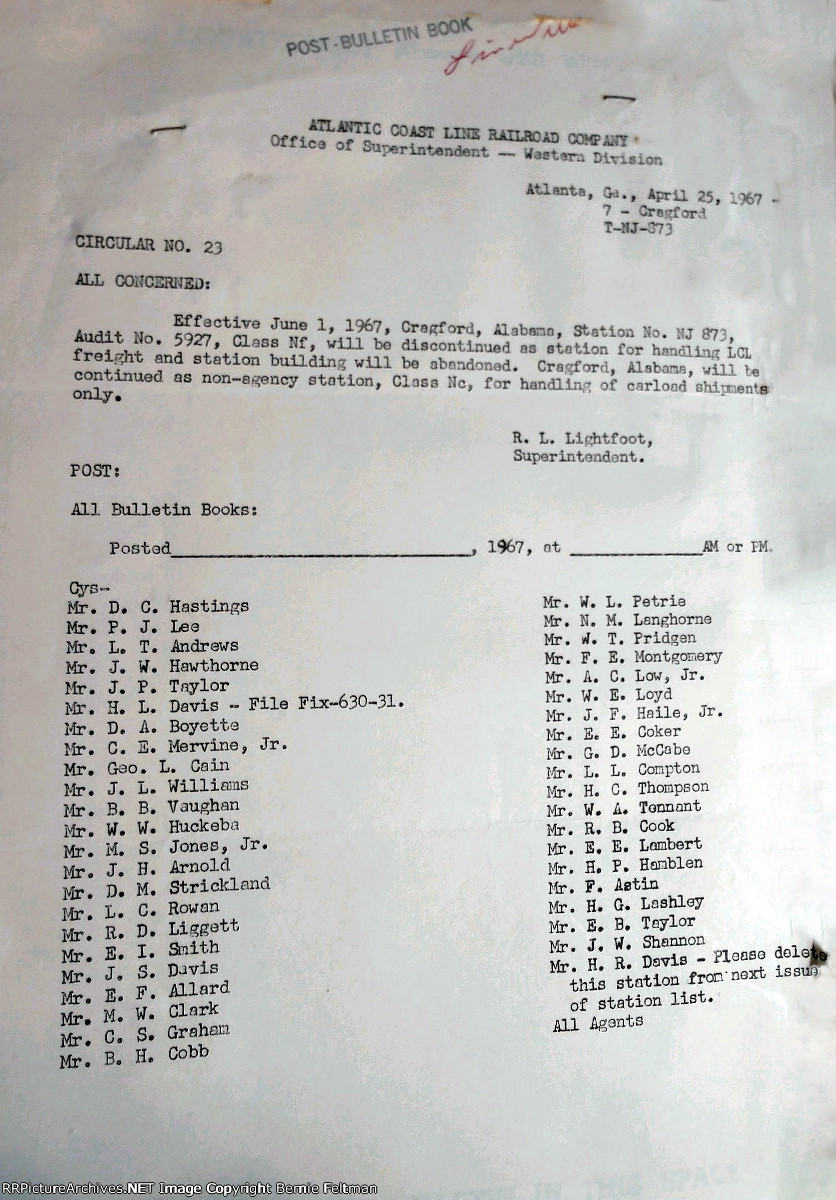 POST-BULLETIN BOOK
ATLANTIC COAST LINE RAILROAD COMPANY
Office of Superintendent -- Western Division
Atlanta, Ga., April 25, 1967 -
7 - Cragford
T-NJ-873
CIRCULAR NO. 23
ALL CONCERNED:
Effective June 1, 1967, Cragford, Alabama, Station No. NJ 873,
Audit No. 5927, Class Nf, will be discontinued as station for handling LCL
freight and station building will be abandoned. Cragford, Alabama, will be
continued as non-agency station, Class Nc, for handling of carload shipments
only.
R. L. Lightfoot,
Superintendent.
POST:
All Bulletin Books:
Posted______________________________, 1967, at ______________AM or PM.
Cys-
Mr. D. C. Hastings
Mr. P. J. Lee
Mr. L. T. Andrews
Mr. J. W. Hawthorne
Mr. J. P. Taylor
Mr. H. L. Davis - File Fix-630-31.
Mr. D. A. Boyette
Mr. C. E. Mervine, Jr.
Mr. Geo. L. Cain
Mr. J. L. Williams
Mr. B. B. Vaughan
Mr. W. W. Huckeba
Mr. M. S. Jones, Jr.
Mr. J. H. Arnold
Mr. D. M. Strickland
Mr. L. C. Rowan
Mr. R. D. Liggett
Mr. E. I. Smith
Mr. J. S. Davis
Mr. E. F. Allard
Mr. M. W. Clark
Mr. C. S. Graham
Mr. B. H. Cobb
Mr. W. L. Petrie
Mr. N. M. Langhorne
Mr. W. T. Pridgen
Mr. F. E. Montgomery
Mr. A. C. Low, Jr.
Mr. W. E. Loyd
Mr. J. F. Haile, Jr.
Mr. E. E. Coker
Mr. G. D. McCabe
Mr. L. L. Compton
Mr. H. C. Thompson
Mr. W. A. Tennant
Mr. R. B. Cook
Mr. E. E. Lambert
Mr. H. P. Hamblen
Mr. F. Astin
Mr. H. G. Lashley
Mr. E. B. Taylor
Mr. J. W. Shannon
Mr. H. R. Davis - Please delete
this station from next issue
of station list.
All Agents
RRPictureArchives.NET Image Copyright Bernie Feltman